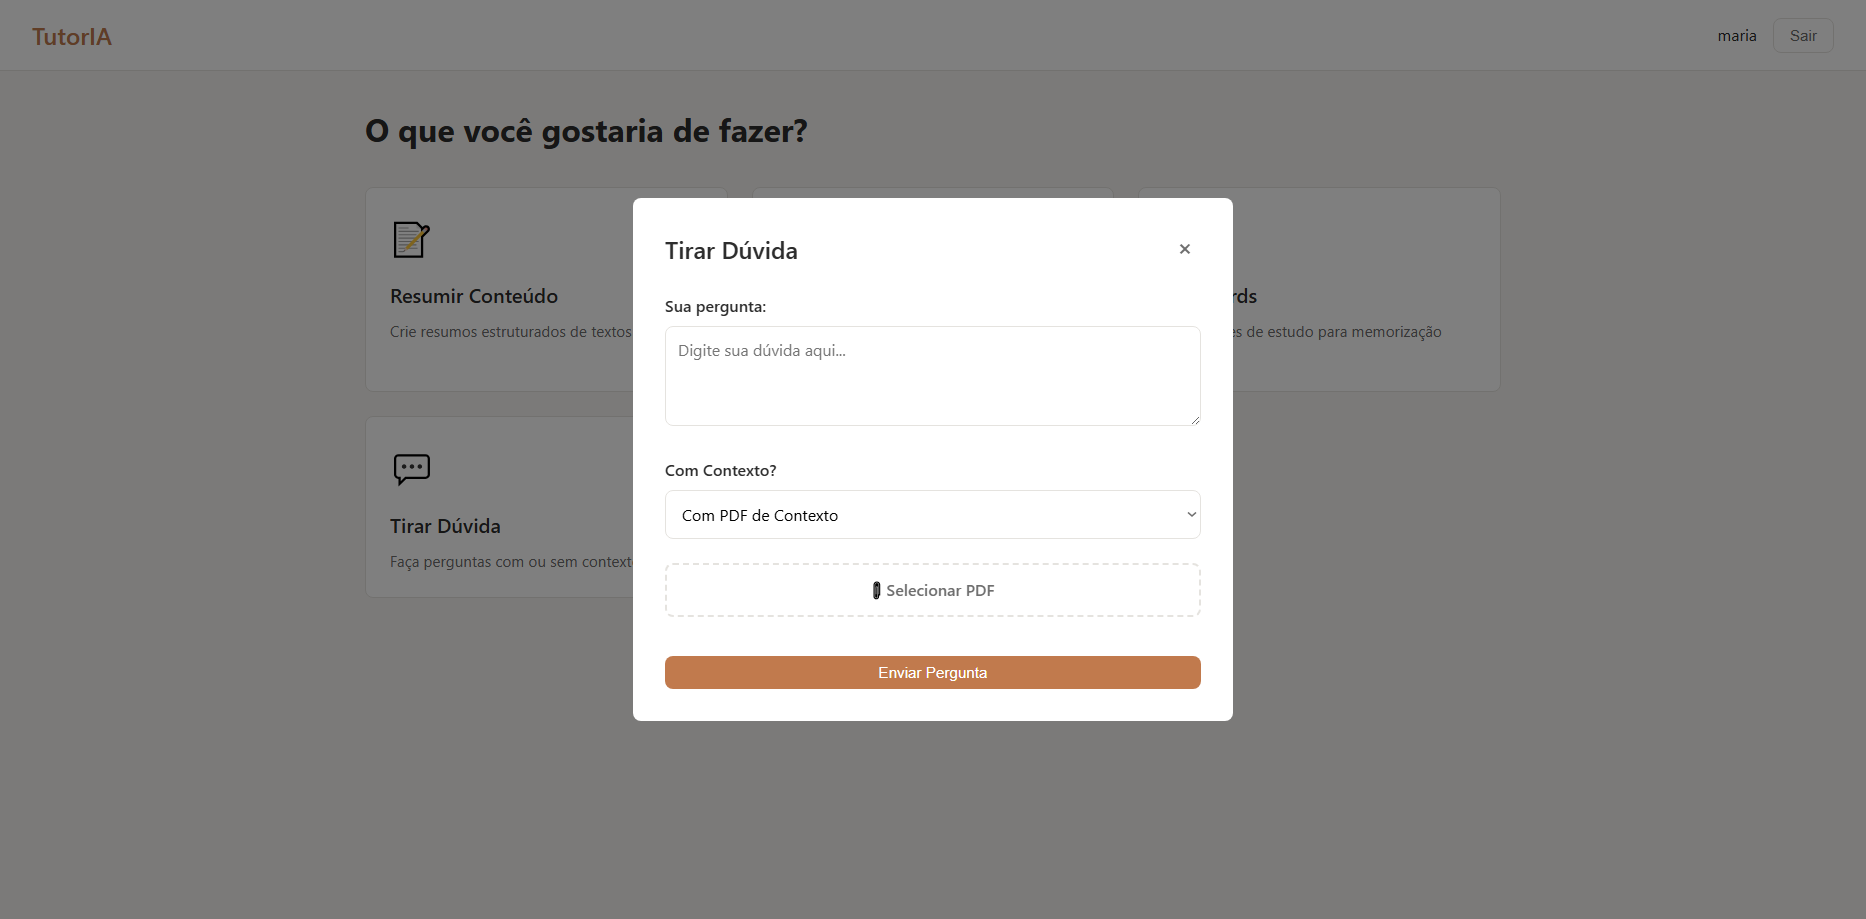 TutorIA
maria
Sair
O que você gostaria de fazer?
Resumir Conteúdo
Crie resumos estruturados de textos
de estudo para memorização
Tirar Dúvida
Faça perguntas com ou sem
Tirar Dúvida
×
Sua pergunta:
Digite sua dúvida aqui...
Com Contexto?
Com PDF de Contexto
Selecionar PDF
Enviar Pergunta